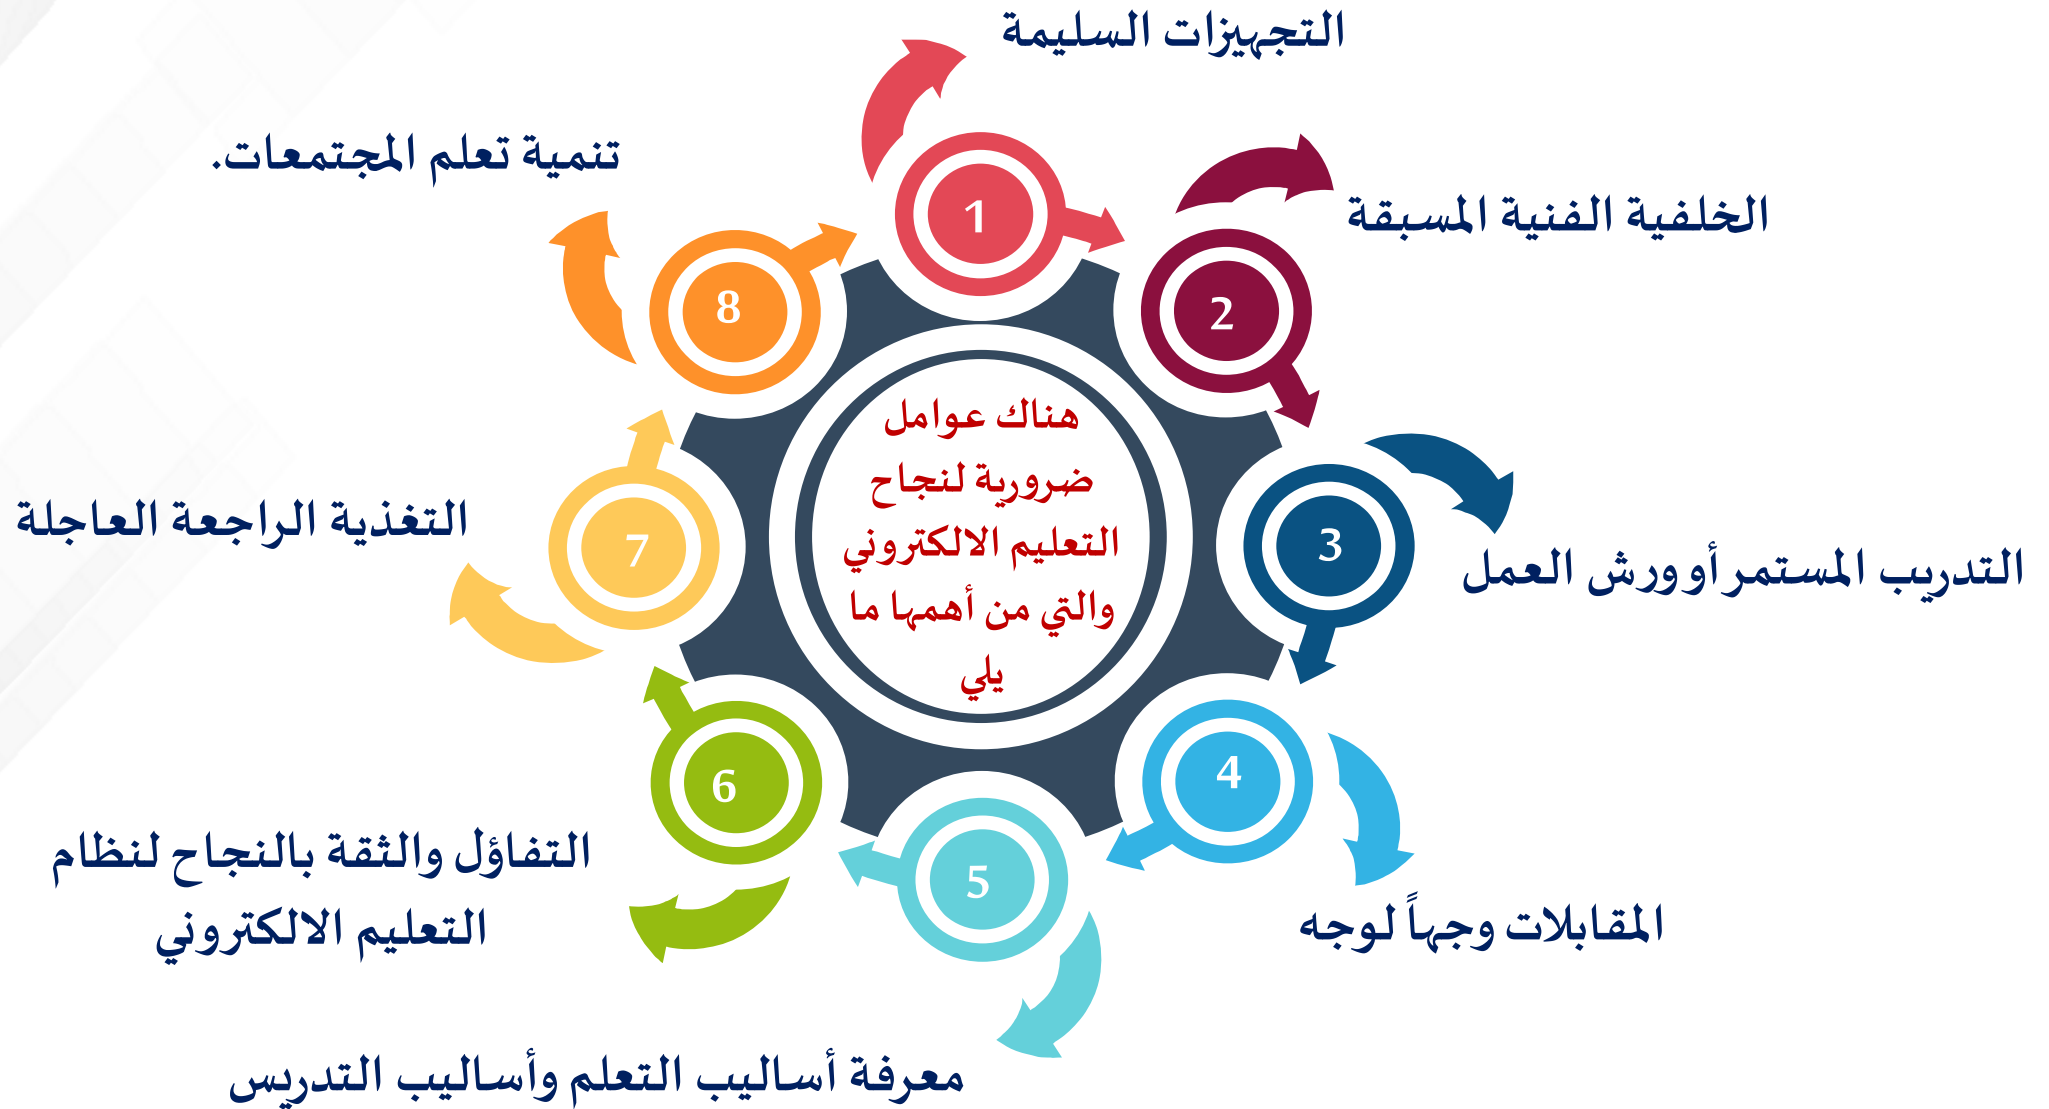 هناك عوامل
ضرورية لنجاح
التعليم الالكتروني
والتي من أهمها ما
يلي
1
التجهيزات السليمة
2
الخلفية الفنية المسبقة
3
التدريب المستمر أو ورش العمل
4
المقابلات وجهاً لوجه
5
معرفة أساليب التعلم وأساليب التدريس
6
التفاؤل والثقة بالنجاح لنظام
التعليم الالكتروني
7
التغذية الراجعة العاجلة
8
تنمية تعلم المجتمعات.